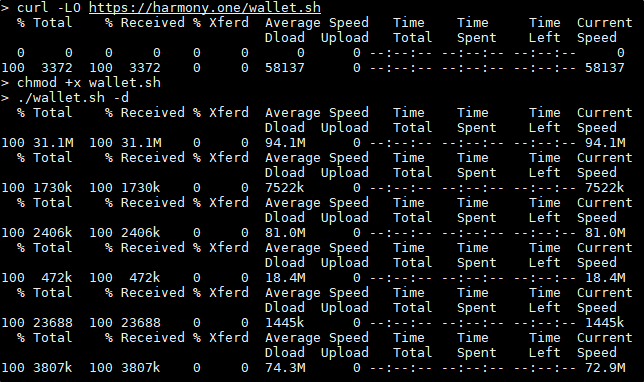 > curl -LO https://harmony.one/wallet.sh
% Total % Received % Xferd Average Speed Time Time Time Current
Dload Upload Total Spent Left Speed
0 0 0 0 0 0 0 0 --:--:-- --:--:-- --:--:-- 0
100 3372 100 3372 0 0 58137 0 --:--:-- --:--:-- --:--:-- 58137
> chmod +x wallet.sh
> ./wallet.sh -d
% Total % Received % Xferd Average Speed Time Time Time Current
Dload Upload Total Spent Left Speed
100 31.1M 100 31.1M 0 0 94.1M 0 --:--:-- --:--:-- --:--:-- 94.1M
% Total % Received % Xferd Average Speed Time Time Time Current
Dload Upload Total Spent Left Speed
100 1730k 100 1730k 0 0 7522k 0 --:--:-- --:--:-- --:--:-- 7522k
% Total % Received % Xferd Average Speed Time Time Time Current
Dload Upload Total Spent Left Speed
100 2406k 100 2406k 0 0 81.0M 0 --:--:-- --:--:-- --:--:-- 81.0M
% Total % Received % Xferd Average Speed Time Time Time Current
Dload Upload Total Spent Left Speed
100 472k 100 472k 0 0 18.4M 0 --:--:-- --:--:-- --:--:-- 18.4M
% Total % Received % Xferd Average Speed Time Time Time Current
Dload Upload Total Spent Left Speed
100 23688 100 23688 0 0 1445k 0 --:--:-- --:--:-- --:--:-- 1445k
% Total % Received % Xferd Average Speed Time Time Time Current
Dload Upload Total Spent Left Speed
100 3807k 100 3807k 0 0 74.3M 0 --:--:-- --:--:-- --:--:-- 72.9M